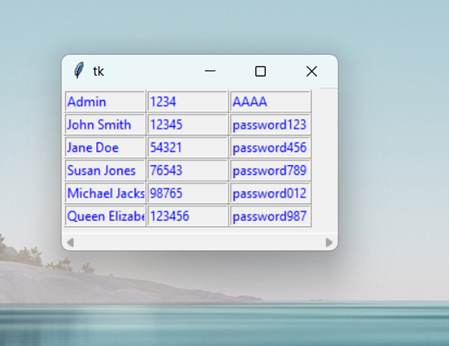 tk
Admin 1234 AAAA
John Smith 12345 password123
Jane Doe 54321 password456
Susan Jones 76543 password789
Michael Jacks 98765 password012
Queen Elizabe 123456 password987